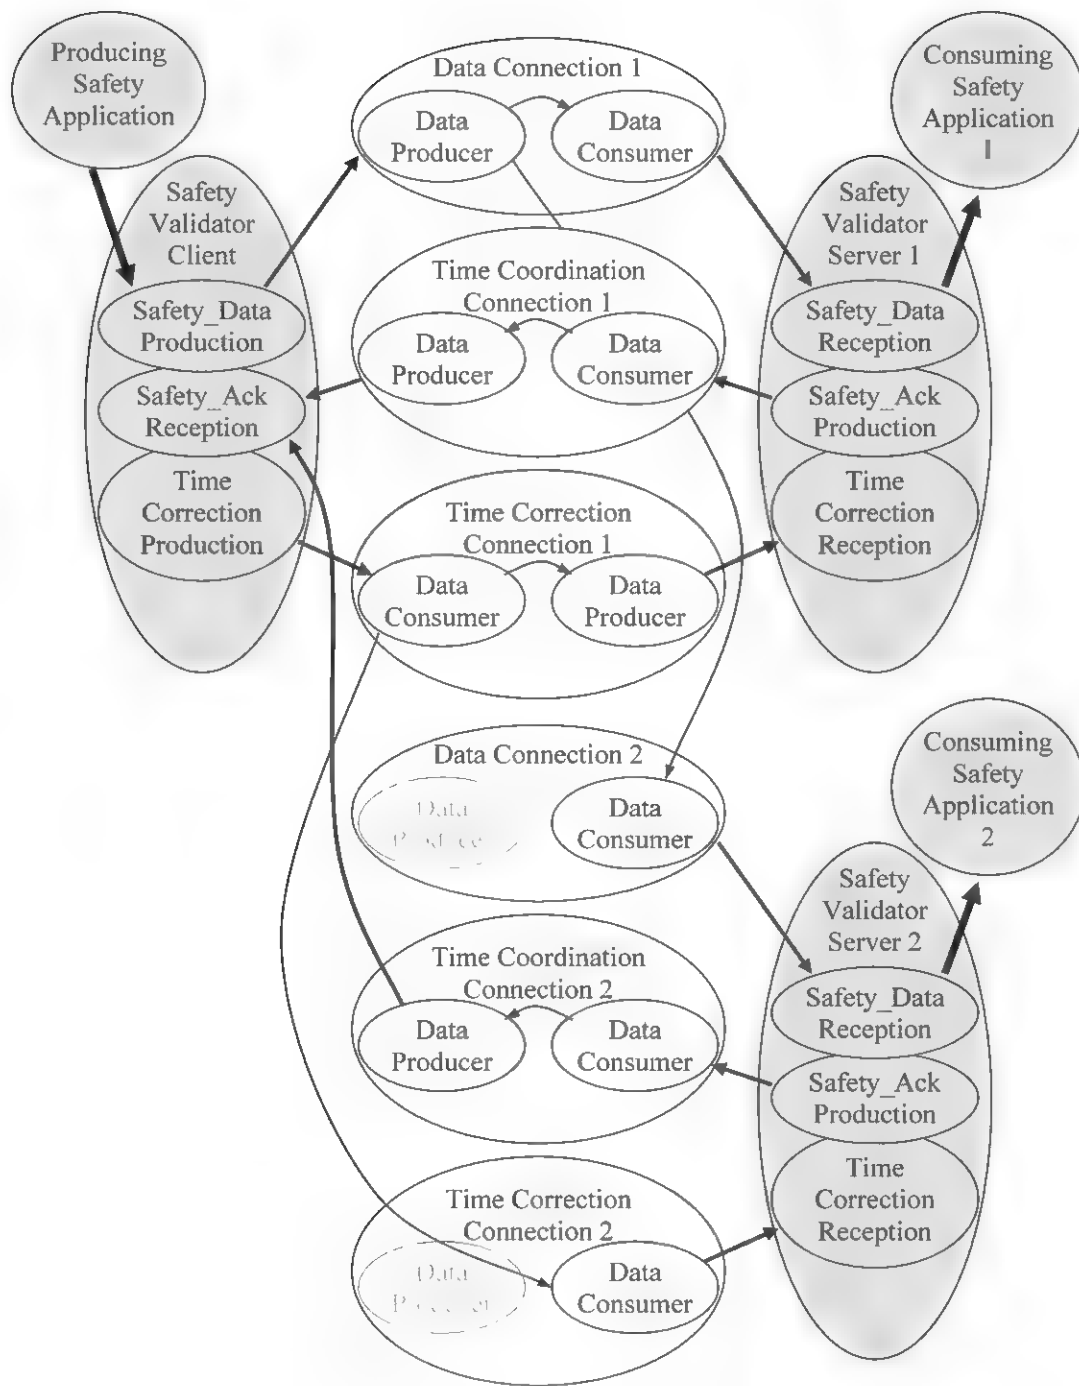 Producing
Safety
Application
Data Connection 1
Data
Producer
Data
Consumer
Consuming
Safety
Application
1
Safety
Validator
Client
Safety_Data
Production
Safety_Ack
Reception
Time
Correction
Production
Time Coordination
Connection 1
Data
Producer
Data
Consumer
Safety
Validator
Server 1
Safety_Data
Reception
Safety_Ack
Production
Time
Correction
Reception
Time Correction
Connection 1
Data
Consumer
Data
Producer
Data Connection 2
Data
Data
Consumer
Consuming
Safety
Application
2
Time Coordination
Connection 2
Data
Producer
Data
Consumer
Safety
Validator
Server 2
Safety_Data
Reception
Safety_Ack
Production
Time
Correction
Reception
Time Correction
Connection 2
Data
Data
Consumer